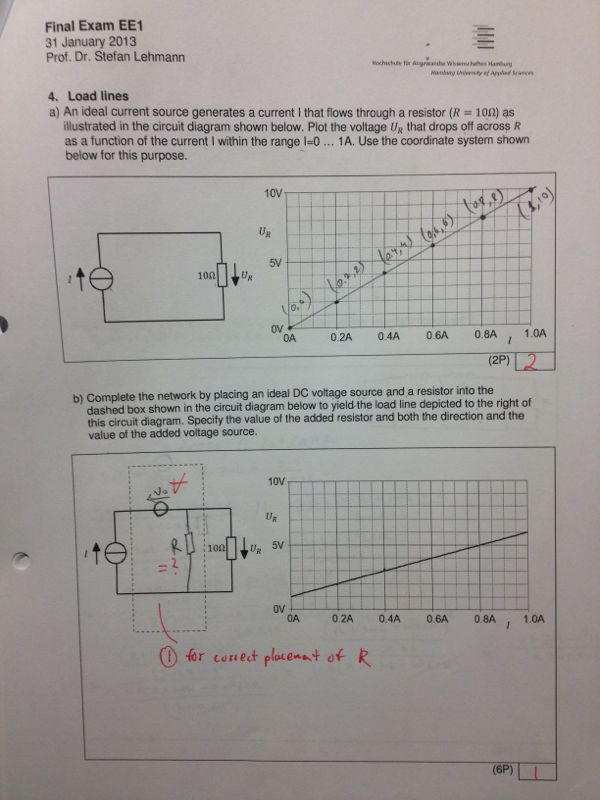 Final Exam EE1
31 January 2013
Prof. Dr. Stefan Lehmann
Hochschule für Angewandte Wissenschaften Hamburg
Hamburg University of Applied Sciences
4. Load lines
a) An ideal current source generates a current I that flows through a resistor (R = 10Ω) as
illustrated in the circuit diagram shown below. Plot the voltage U_R that drops off across R
as a function of the current I within the range I=0 ... 1A. Use the coordinate system shown
below for this purpose.
10V
U_R
5V
0V
I
10Ω
U_R
(0,0)
(0.2,2)
(0.4,4)
(0.6,6)
(0.8,8)
(1,10)
0A 0.2A 0.4A 0.6A 0.8A I 1.0A
(2P) 2
b) Complete the network by placing an ideal DC voltage source and a resistor into the
dashed box shown in the circuit diagram below to yield the load line depicted to the right of
this circuit diagram. Specify the value of the added resistor and both the direction and the
value of the added voltage source.
V₀
I
R
= ?
10Ω
U_R
10V
U_R
5V
0V
0A 0.2A 0.4A 0.6A 0.8A I 1.0A
① for correct placement of R
(6P) 1